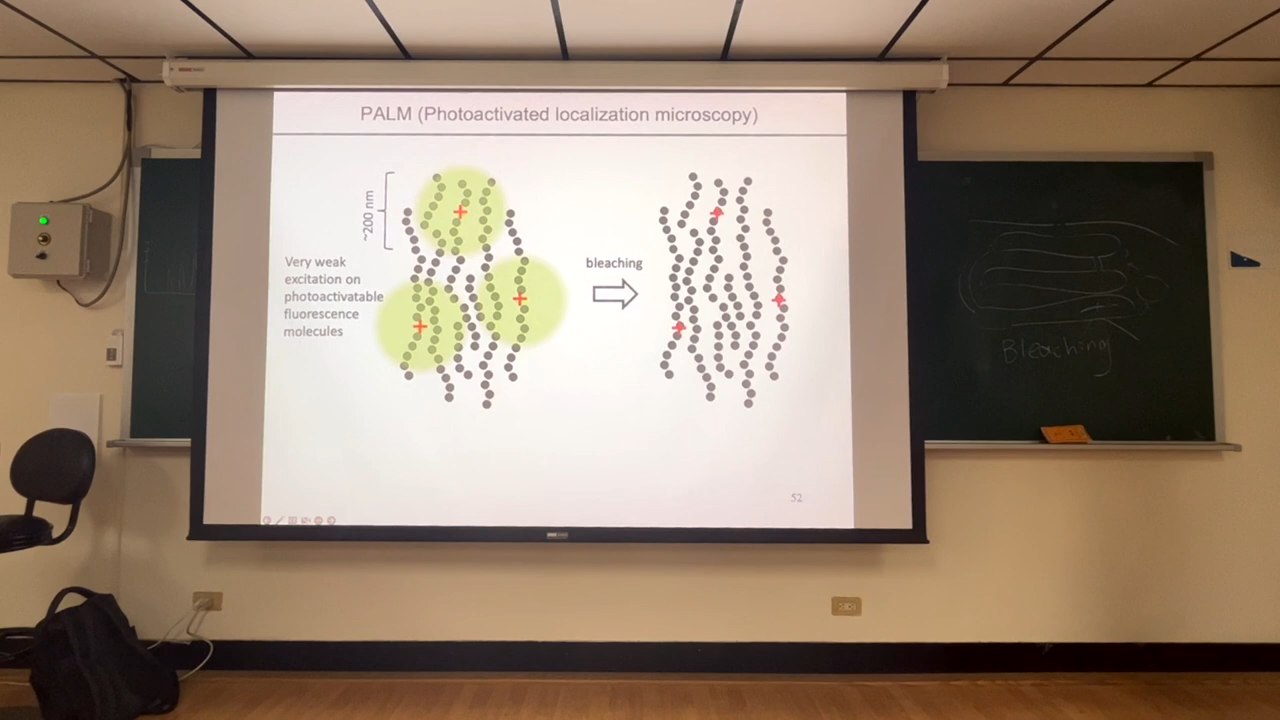 PALM (Photoactivated localization microscopy)
~200 nm
Very weak
excitation on
photoactivatable
fluorescence
molecules
bleaching
52
Bleaching